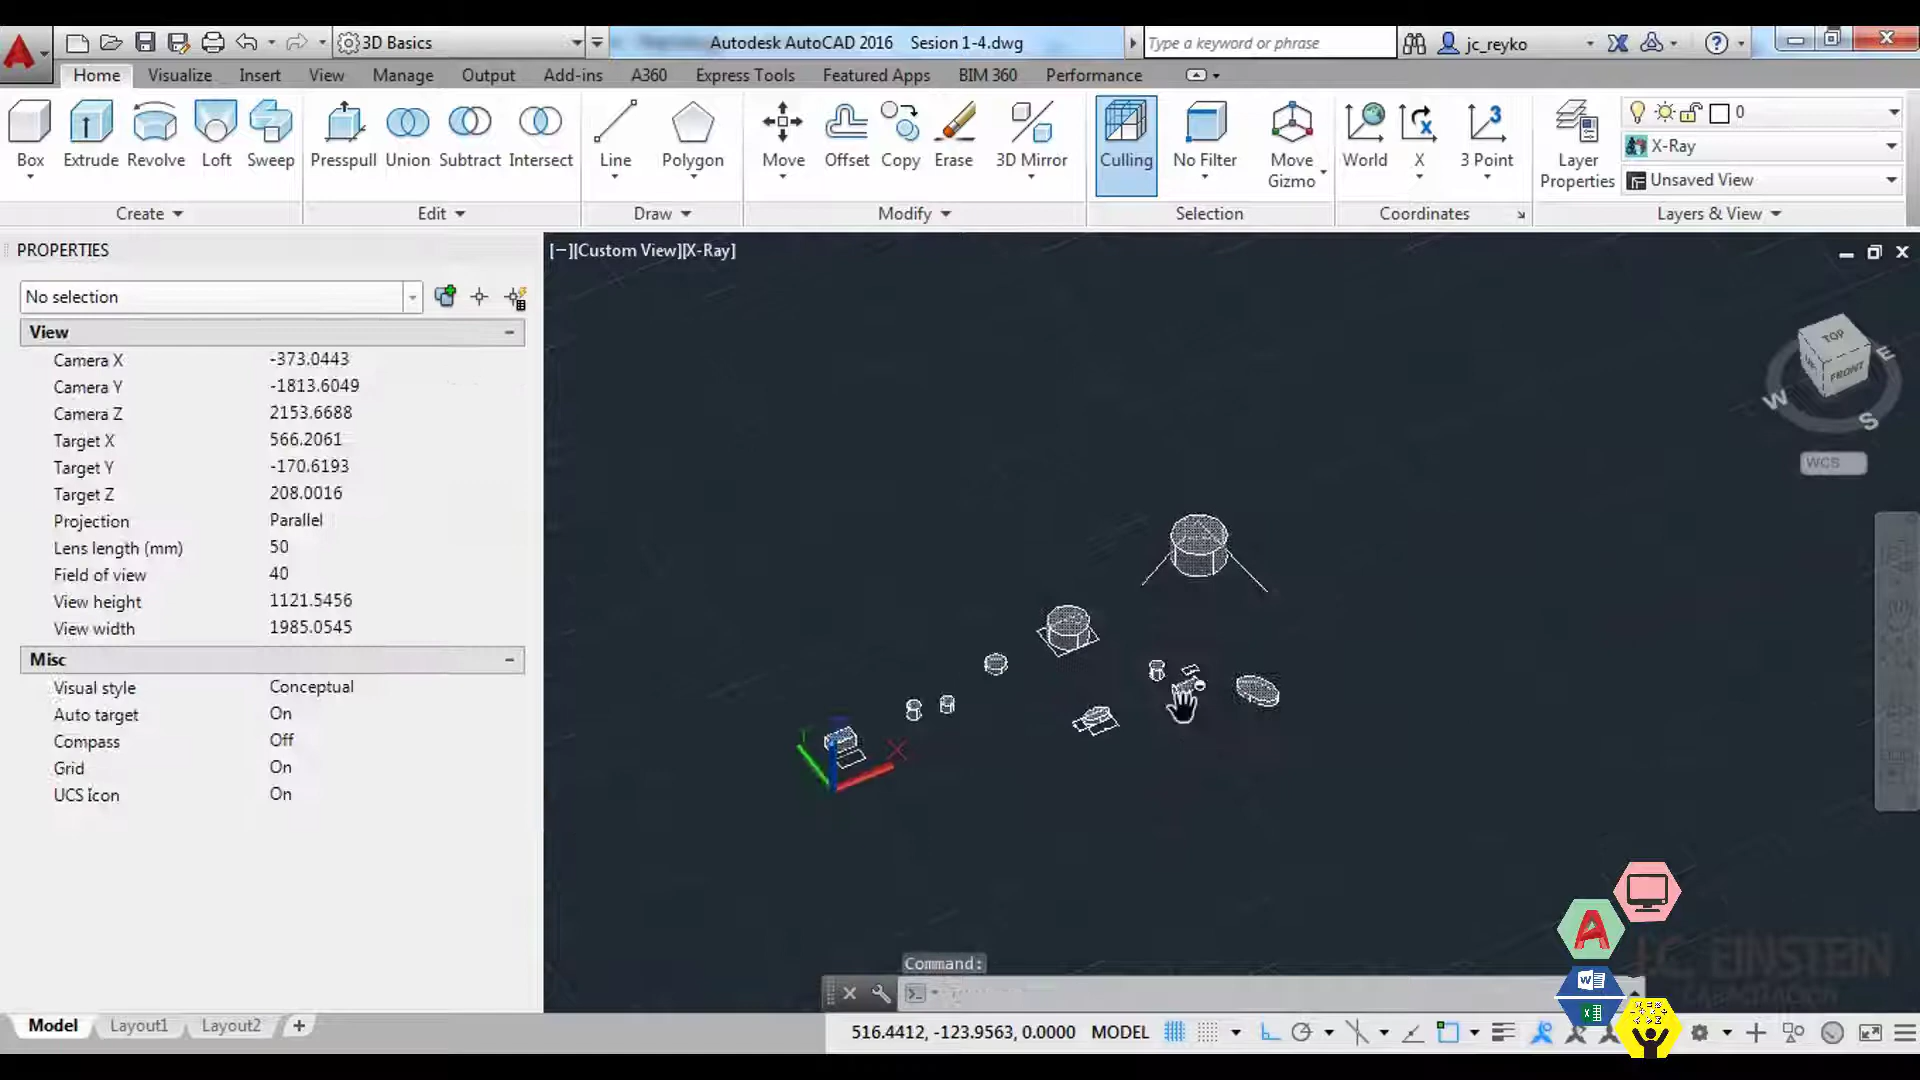 3D Basics
Autodesk AutoCAD 2016 Sesion 1-4.dwg
Type a keyword or phrase
jc_reyko
Home Visualize Insert View Manage Output Add-ins A360 Express Tools Featured Apps BIM 360 Performance
Box Extrude Revolve Loft Sweep Presspull Union Subtract Intersect Line Polygon Move Offset Copy Erase 3D Mirror Culling No Filter Move Gizmo World X 3 Point Layer Properties
0
X-Ray
Unsaved View
Create Edit Draw Modify Selection Coordinates Layers & View
PROPERTIES
No selection
View
Camera X -373.0443
Camera Y -1813.6049
Camera Z 2153.6688
Target X 566.2061
Target Y -170.6193
Target Z 208.0016
Projection Parallel
Lens length (mm) 50
Field of view 40
View height 1121.5456
View width 1985.0545
Misc
Visual style Conceptual
Auto target On
Compass Off
Grid On
UCS Icon On
[−][Custom View][X-Ray]
TOP
FRONT
W
S
E
WCS
X
Command:
J.C. EINSTEIN
CAPACITACIÓN
Model Layout1 Layout2 +
516.4412, -123.9563, 0.0000 MODEL